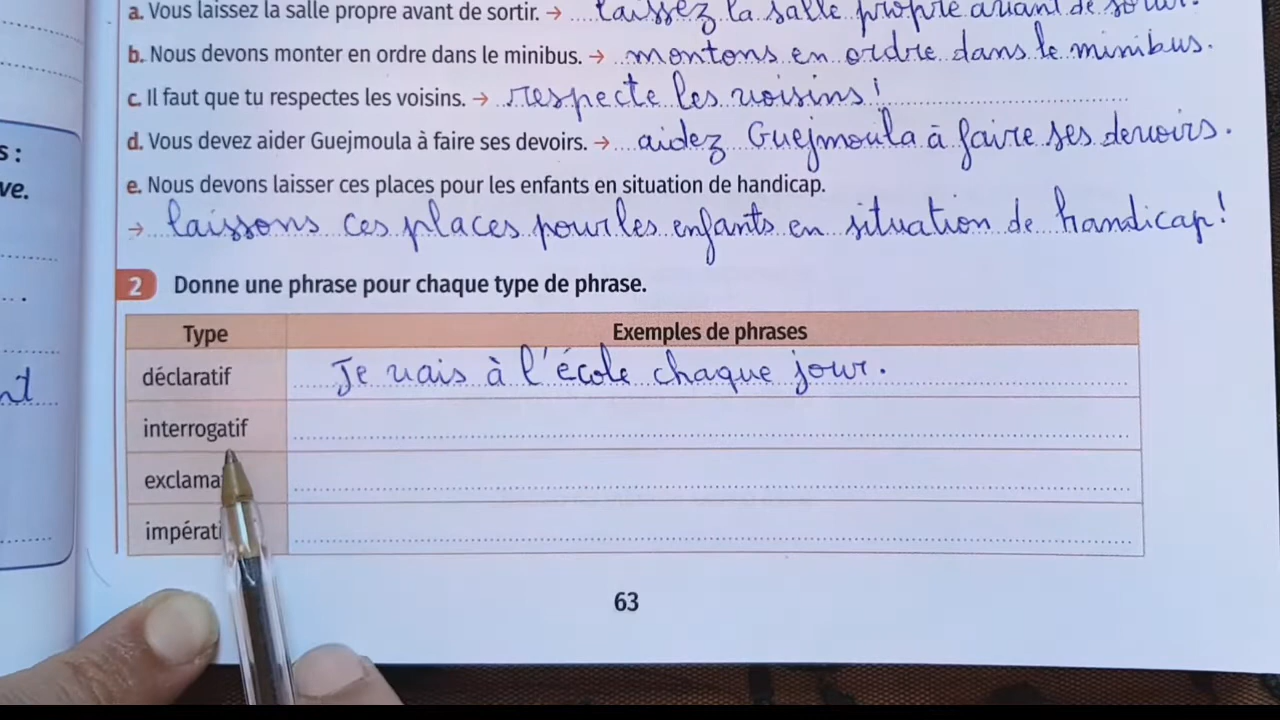 a. Vous laissez la salle propre avant de sortir. → laissez la salle propre avant de sortir.
b. Nous devons monter en ordre dans le minibus. → montons en ordre dans le minibus.
c. Il faut que tu respectes les voisins. → respecte les voisins !
d. Vous devez aider Guejmoula à faire ses devoirs. → aidez Guejmoula à faire ses devoirs.
e. Nous devons laisser ces places pour les enfants en situation de handicap.
→ laissons ces places pour les enfants en situation de handicap !
s :
ve.
nt
2 Donne une phrase pour chaque type de phrase.
Type Exemples de phrases
déclaratif Je vais à l'école chaque jour.
interrogatif
exclama
impérati
63